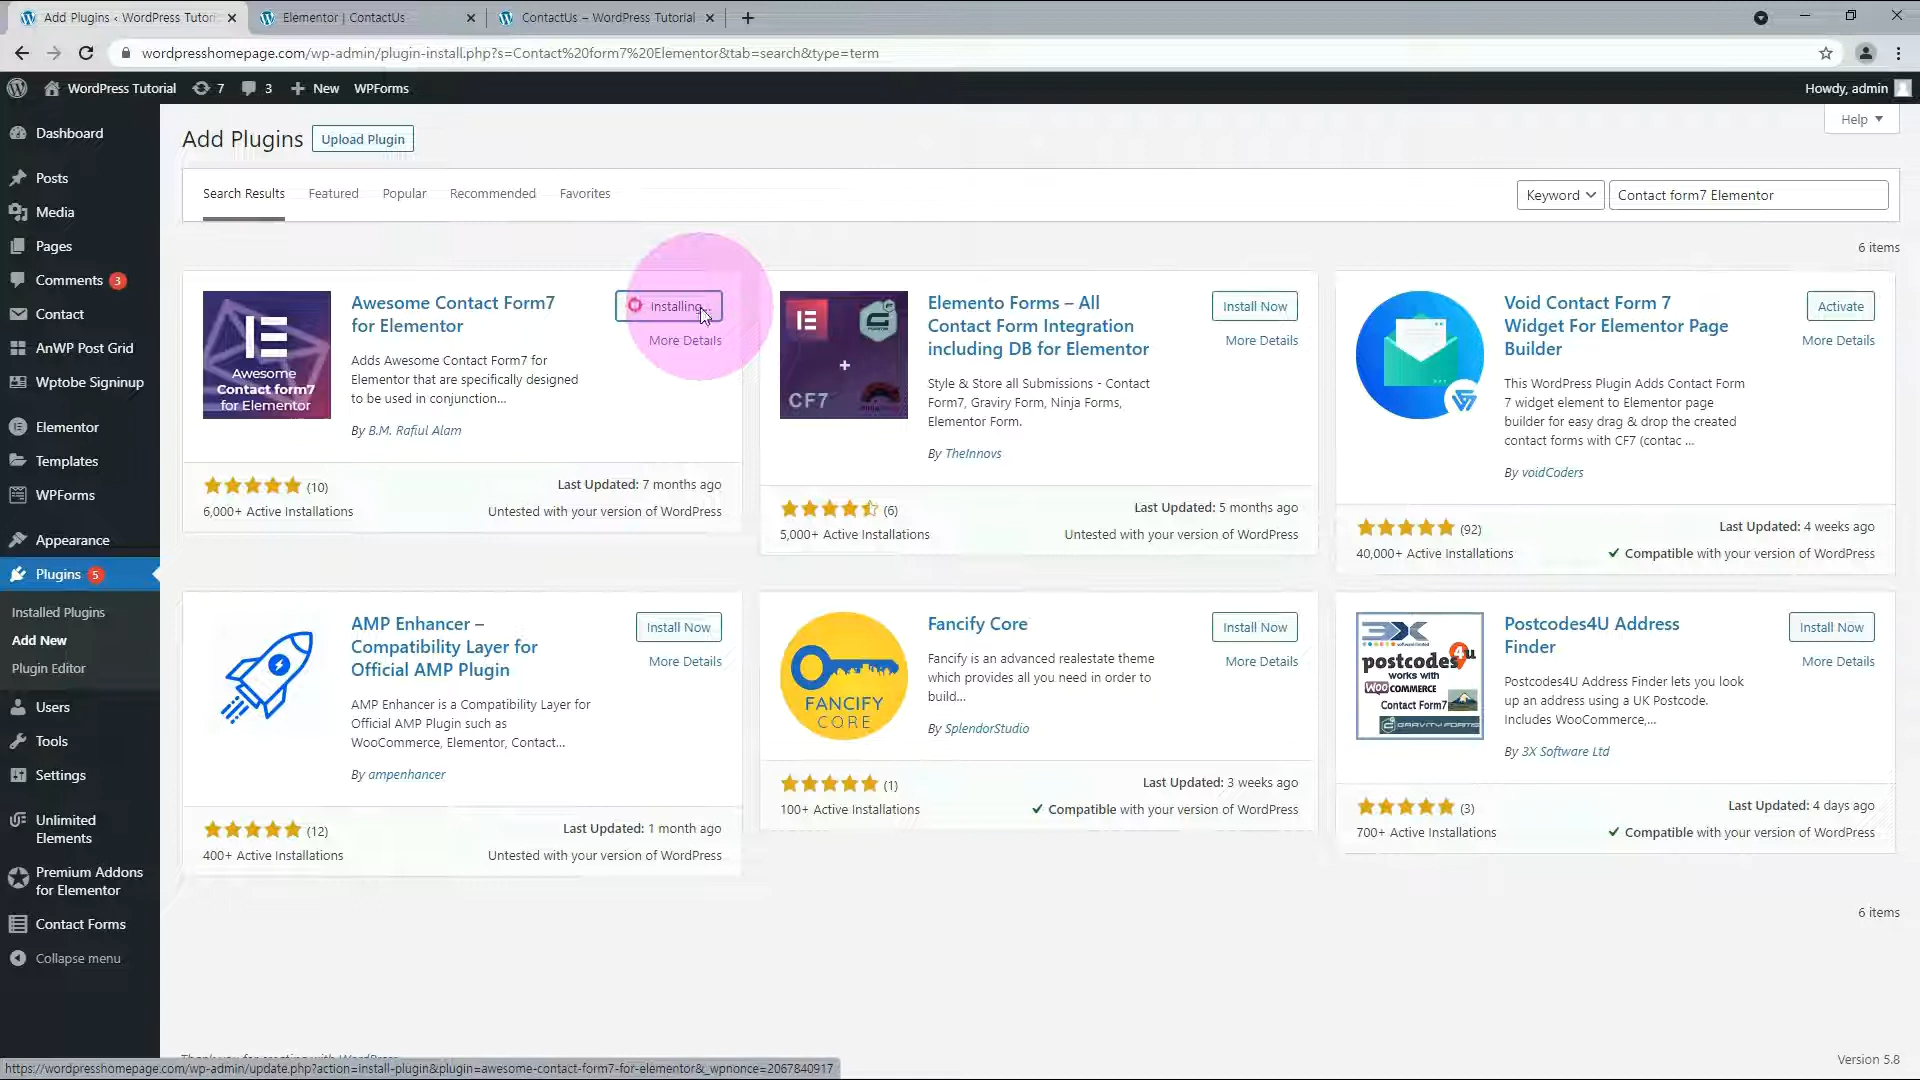 Add Plugins ‹ WordPress Tutori
Elementor | ContactUs
ContactUs – WordPress Tutorial
wordpresshomepage.com/wp-admin/plugin-install.php?s=Contact%20form7%20Elementor&tab=search&type=term
WordPress Tutorial
7
3
New
WPForms
Howdy, admin
Dashboard
Posts
Media
Pages
Comments 3
Contact
AnWP Post Grid
Wptobe Signinup
Elementor
Templates
WPForms
Appearance
Plugins 5
Installed Plugins
Add New
Plugin Editor
Users
Tools
Settings
Unlimited
Elements
Premium Addons
for Elementor
Contact Forms
Collapse menu
Help
Add Plugins
Upload Plugin
Search Results
Featured
Popular
Recommended
Favorites
Keyword
Contact form7 Elementor
6 items
Awesome
Contact form7
for Elementor
Awesome Contact Form7
for Elementor
Installing...
More Details
Adds Awesome Contact Form7 for
Elementor that are specifically designed
to be used in conjunction...
By B.M. Rafiul Alam
(10)
6,000+ Active Installations
Last Updated: 7 months ago
Untested with your version of WordPress
CF7
Elemento Forms – All
Contact Form Integration
including DB for Elementor
Install Now
More Details
Style & Store all Submissions - Contact
Form7, Graviry Form, Ninja Forms,
Elementor Form.
By TheInnovs
(6)
5,000+ Active Installations
Last Updated: 5 months ago
Untested with your version of WordPress
Void Contact Form 7
Widget For Elementor Page
Builder
Activate
More Details
This WordPress Plugin Adds Contact Form
7 widget element to Elementor page
builder for easy drag & drop the created
contact forms with CF7 (contac ...
By voidCoders
(92)
40,000+ Active Installations
Last Updated: 4 weeks ago
Compatible with your version of WordPress
AMP Enhancer –
Compatibility Layer for
Official AMP Plugin
Install Now
More Details
AMP Enhancer is a Compatibility Layer for
Official AMP Plugin such as
WooCommerce, Elementor, Contact...
By ampenhancer
(12)
400+ Active Installations
Last Updated: 1 month ago
Untested with your version of WordPress
FANCIFY
CORE
Fancify Core
Install Now
More Details
Fancify is an advanced realestate theme
which provides all you need in order to
build...
By SplendorStudio
(1)
100+ Active Installations
Last Updated: 3 weeks ago
Compatible with your version of WordPress
3X
postcodes4u
works with
WOO COMMERCE
Contact Form7
GRAVITY FORMS
Postcodes4U Address
Finder
Install Now
More Details
Postcodes4U Address Finder lets you look
up an address using a UK Postcode.
Includes WooCommerce,...
By 3X Software Ltd
(3)
700+ Active Installations
Last Updated: 4 days ago
Compatible with your version of WordPress
6 items
Thank you for creating with WordPress.
Version 5.8
https://wordpresshomepage.com/wp-admin/update.php?action=install-plugin&plugin=awesome-contact-form7-for-elementor&_wpnonce=2067840917